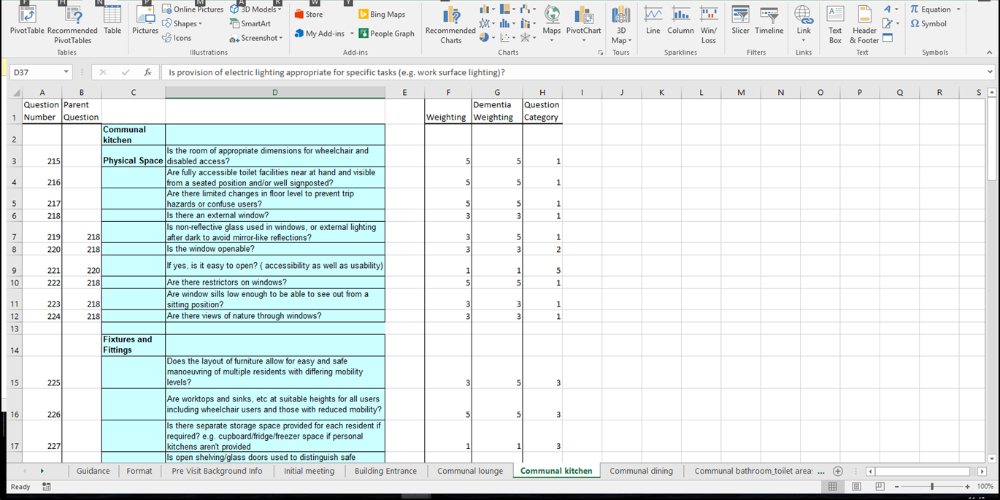 F H N P M A R W Y
PivotTable Recommended PivotTables Table
Tables
Pictures Online Pictures Shapes Icons
3D Models SmartArt Screenshot
Illustrations
Store My Add-ins Bing Maps People Graph
Add-ins
Recommended Charts Maps PivotChart
Charts
3D Map
Tours
Line Column Win/ Loss
Sparklines
Slicer Timeline
Filters
Link
Links
Text Box Header & Footer
Text
Equation Symbol
Symbols
D37 fx Is provision of electric lighting appropriate for specific tasks (e.g. work surface lighting)?
A B C D E F G H I J K L M N O P Q R S
Question Parent Dementia Question
1 Number Question Weighting Weighting Category
Communal
2 kitchen
Is the room of appropriate dimensions for wheelchair and
3 215 Physical Space disabled access? 5 5 1
Are fully accessible toilet facilities near at hand and visible
4 216 from a seated position and/or well signposted? 5 5 1
Are there limited changes in floor level to prevent trip
5 217 hazards or confuse users? 5 5 1
6 218 Is there an external window? 3 3 1
Is non-reflective glass used in windows, or external lighting
7 219 218 after dark to avoid mirror-like reflections? 3 5 1
8 220 218 Is the window openable? 3 3 2
9 221 220 If yes, is it easy to open? ( accessibility as well as usability) 1 1 5
10 222 218 Are there restrictors on windows? 5 5 1
Are window sills low enough to be able to see out from a
11 223 218 sitting position? 3 3 1
12 224 218 Are there views of nature through windows? 3 3 1
13
Fixtures and
14 Fittings
Does the layout of furniture allow for easy and safe
manoeuvring of multiple residents with differing mobility
15 225 levels? 3 5 3
Are worktops and sinks, etc at suitable heights for all users
16 226 including wheelchair users and those with reduced mobility? 5 5 3
Is there separate storage space provided for each resident if
required? e.g. cupboard/fridge/freezer space if personal
17 227 kitchens aren't provided 1 1 3
Is open shelving/glass doors used to distinguish safe
Guidance Format Pre Visit Background Info Initial meeting Building Entrance Communal lounge Communal kitchen Communal dining Communal bathroom_toilet areas ...
Ready 100%